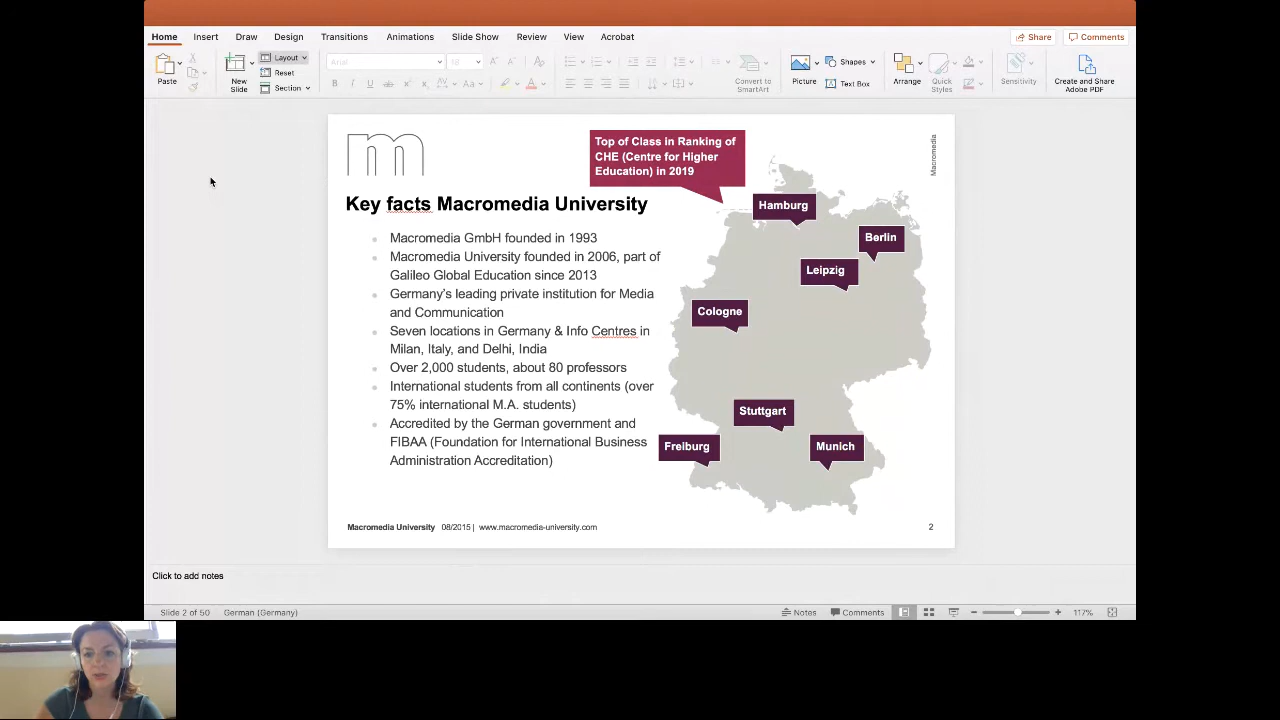 Home Insert Draw Design Transitions Animations Slide Show Review View Acrobat
Share Comments
Paste
New
Slide
Layout
Reset
Section
Arial
18
Convert to
SmartArt
Picture
Shapes
Text Box
Arrange
Quick
Styles
Sensitivity
Create and Share
Adobe PDF
m
Macromedia
Top of Class in Ranking of
CHE (Centre for Higher
Education) in 2019
Key facts Macromedia University
Macromedia GmbH founded in 1993
Macromedia University founded in 2006, part of
Galileo Global Education since 2013
Germany's leading private institution for Media
and Communication
Seven locations in Germany & Info Centres in
Milan, Italy, and Delhi, India
Over 2,000 students, about 80 professors
International students from all continents (over
75% international M.A. students)
Accredited by the German government and
FIBAA (Foundation for International Business
Administration Accreditation)
Hamburg
Berlin
Leipzig
Cologne
Stuttgart
Freiburg
Munich
Macromedia University 08/2015 | www.macromedia-university.com
2
Click to add notes
Slide 2 of 50 German (Germany)
Notes Comments 117%